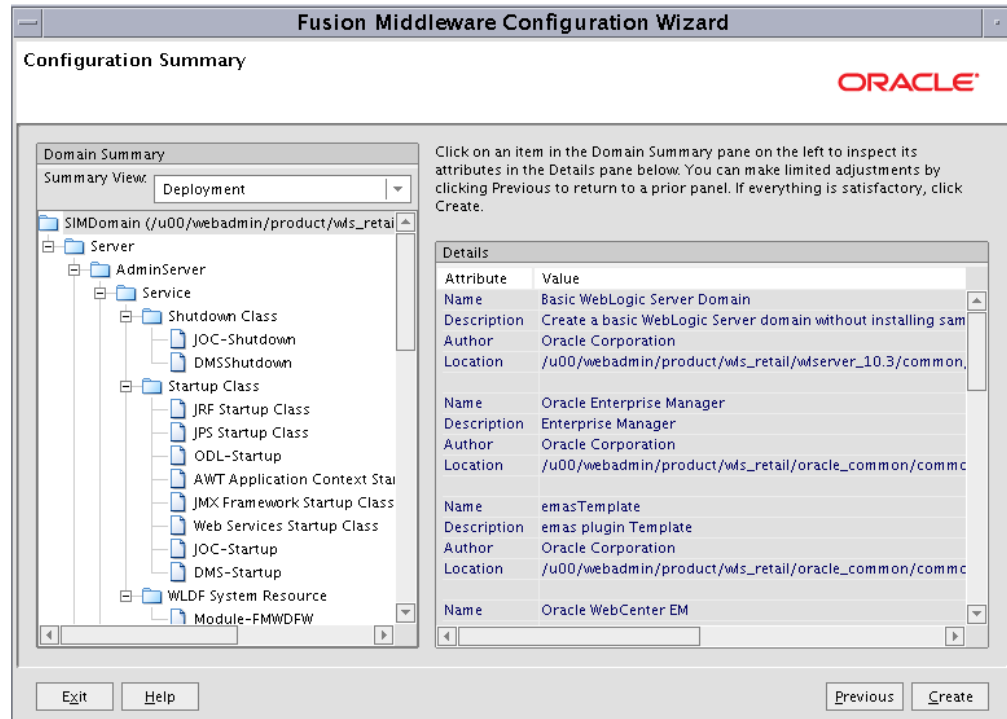 Fusion Middleware Configuration Wizard
Configuration Summary
ORACLE
Domain Summary
Summary View:
Deployment
SIMDomain (/u00/webadmin/product/wls_retai
Server
AdminServer
Service
Shutdown Class
JOC-Shutdown
DMSShutdown
Startup Class
JRF Startup Class
JPS Startup Class
ODL-Startup
AWT Application Context Star
JMX Framework Startup Class
Web Services Startup Class
JOC-Startup
DMS-Startup
WLDF System Resource
Module-FMWDFW
Click on an item in the Domain Summary pane on the left to inspect its
attributes in the Details pane below. You can make limited adjustments by
clicking Previous to return to a prior panel. If everything is satisfactory, click
Create.
Details
Attribute Value
Name Basic WebLogic Server Domain
Description Create a basic WebLogic Server domain without installing sam
Author Oracle Corporation
Location /u00/webadmin/product/wls_retail/wlserver_10.3/common,
Name Oracle Enterprise Manager
Description Enterprise Manager
Author Oracle Corporation
Location /u00/webadmin/product/wls_retail/oracle_common/commc
Name emasTemplate
Description emas plugin Template
Author Oracle Corporation
Location /u00/webadmin/product/wls_retail/oracle_common/commc
Name Oracle WebCenter EM
Exit
Help
Previous
Create